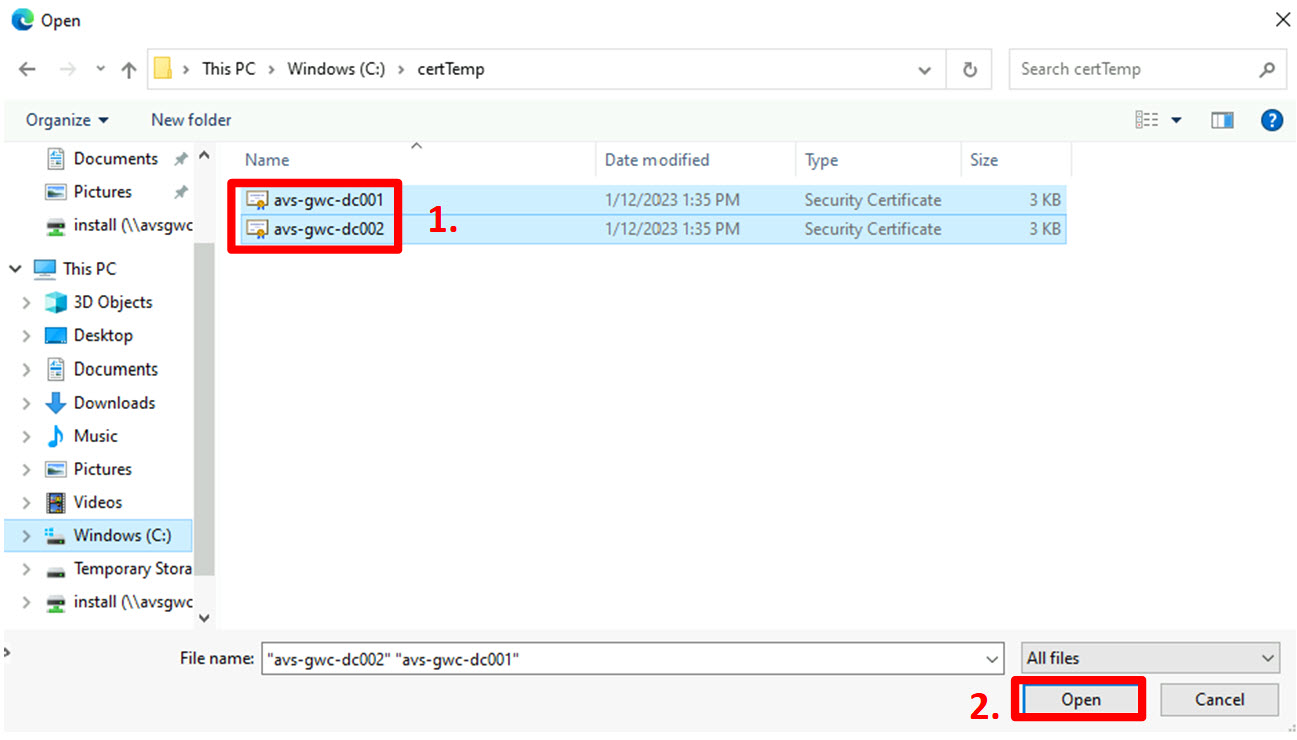 Open
This PC > Windows (C:) > certTemp
Search certTemp
Organize
New folder
?
Documents
Pictures
install (\\avsgwc
This PC
3D Objects
Desktop
Documents
Downloads
Music
Pictures
Videos
Windows (C:)
Temporary Stora
install (\\avsgwc
Name Date modified Type Size
avs-gwc-dc001 1/12/2023 1:35 PM Security Certificate 3 KB
avs-gwc-dc002 1/12/2023 1:35 PM Security Certificate 3 KB
1.
File name: "avs-gwc-dc002" "avs-gwc-dc001"
All files
2.
Open
Cancel